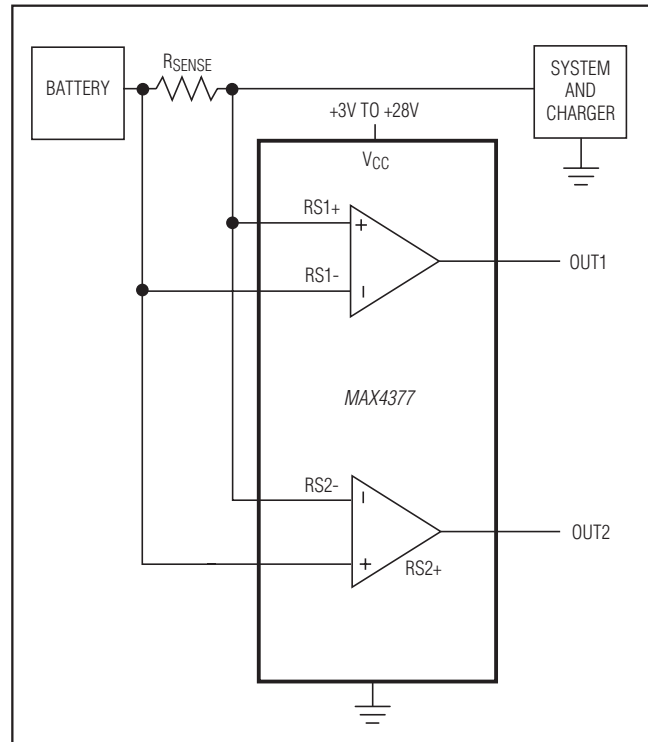 RSENSE
BATTERY
SYSTEM
AND
CHARGER
+3V TO +28V
VCC
RS1+
+
OUT1
RS1-
−
MAX4377
RS2-
−
OUT2
+
RS2+